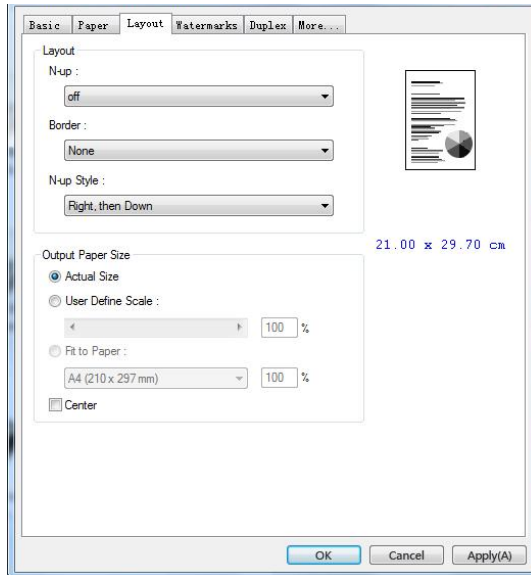 Basic Paper Layout Watermarks Duplex More...
Layout
N-up :
off
Border :
None
N-up Style :
Right, then Down
21.00 x 29.70 cm
Output Paper Size
Actual Size
User Define Scale :
100 %
Fit to Paper :
A4 (210 x 297 mm) 100 %
Center
OK Cancel Apply(A)